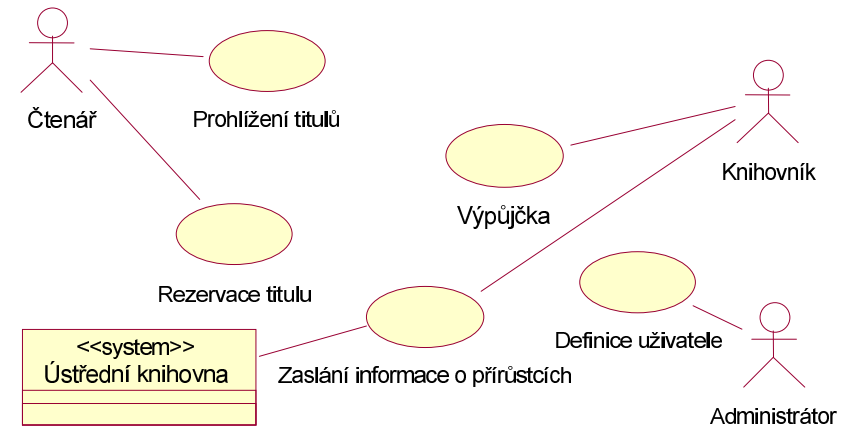 Čtenář
Prohlížení titulů
Knihovník
Výpůjčka
Rezervace titulu
Definice uživatele
<<system>>
Ústřední knihovna
Zaslání informace o přírůstcích
Administrátor